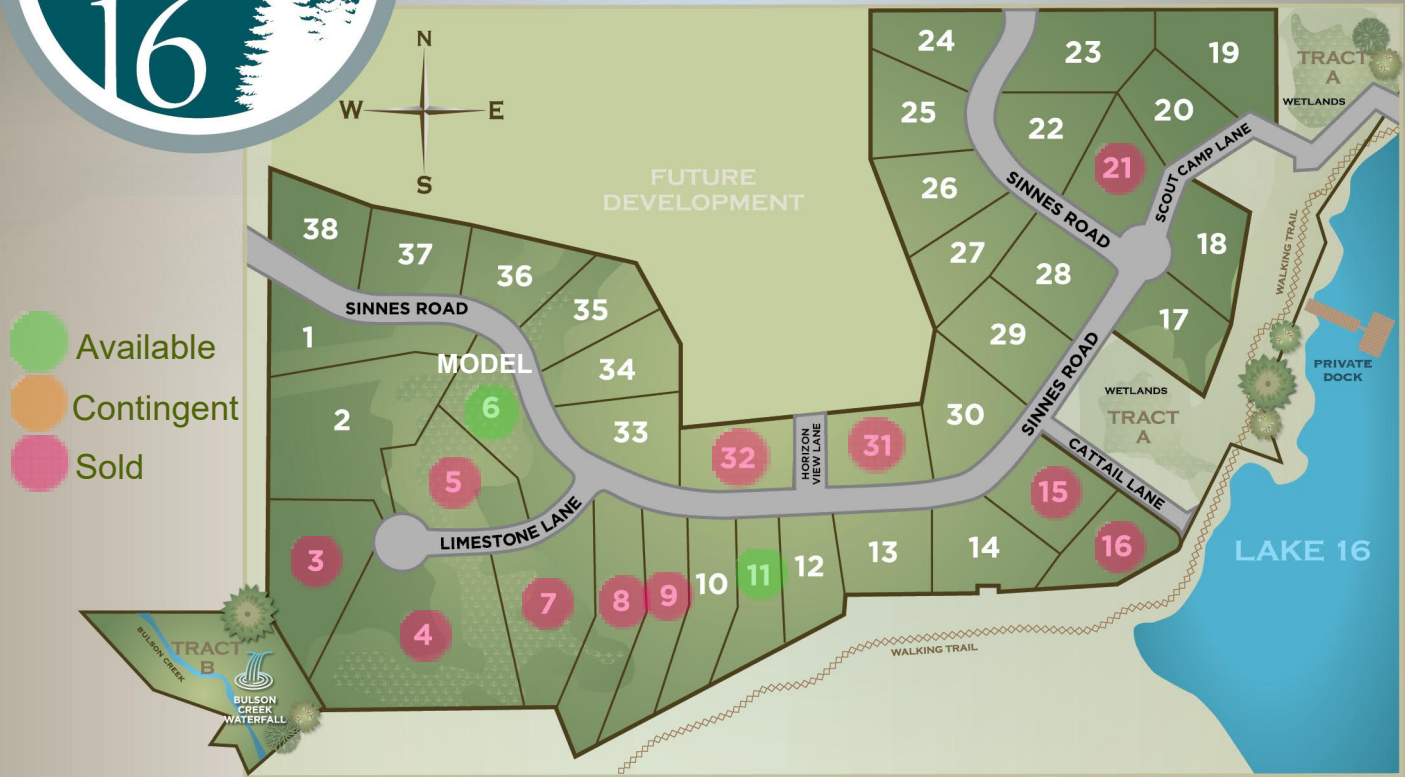 16
N
W
E
S
FUTURE
DEVELOPMENT
24
23
19
TRACT
A
WETLANDS
25
22
20
21
SCOUT CAMP LANE
26
SINNES ROAD
27
28
18
WALKING TRAIL
38
37
36
35
SINNES ROAD
1
MODEL
34
29
17
PRIVATE
DOCK
Available
Contingent
Sold
2
6
33
30
SINNES ROAD
WETLANDS
TRACT
A
5
32
HORIZON
VIEW LANE
31
CATTAIL LANE
15
16
LIMESTONE LANE
3
4
7
8
9
10
11
12
13
14
LAKE 16
WALKING TRAIL
BULSON CREEK
TRACT
B
BULSON
CREEK
WATERFALL